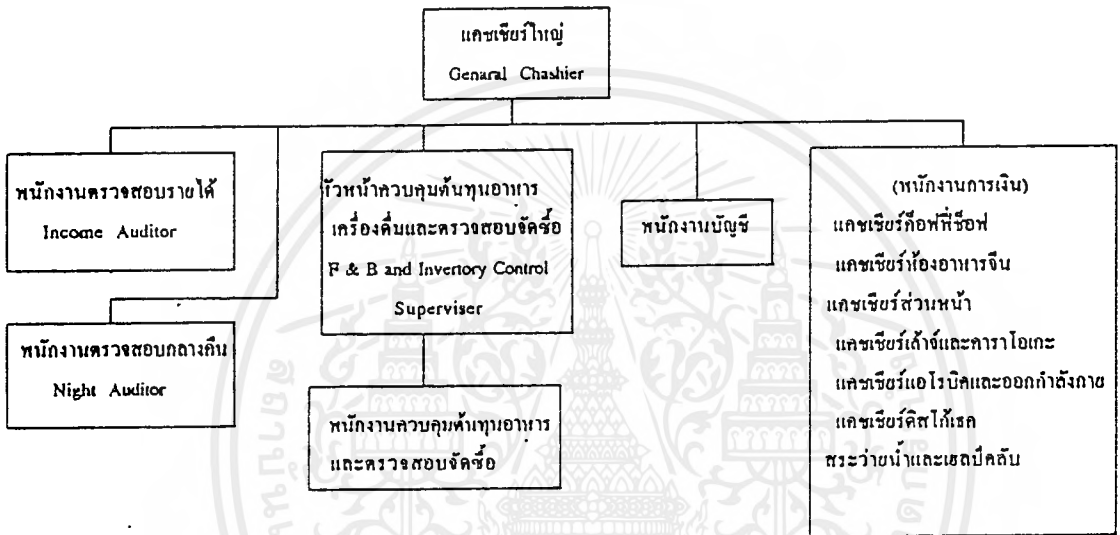 แคชเชียร์ใหญ่
Genaral Chashier
พนักงานตรวจสอบรายได้
Income Auditor
พนักงานตรวจสอบกลางคืน
Night Auditor
หัวหน้าควบคุมต้นทุนอาหาร
เครื่องดื่มและตรวจสอบจัดซื้อ
F & B and Invertory Control
Superviser
พนักงานควบคุมต้นทุนอาหาร
และตรวจสอบจัดซื้อ
พนักงานบัญชี
(พนักงานการเงิน)
แคชเชียร์ค็อฟฟี่ช็อฟ
แคชเชียร์ห้องอาหารจีน
แคชเชียร์ส่วนหน้า
แคชเชียร์เล้าจ์และคาราโอเกะ
แคชเชียร์แอโรบิคและออกกำลังกาย
แคชเชียร์ดิสโก้เธค
สระว่ายน้ำและเฮลป์คลับ